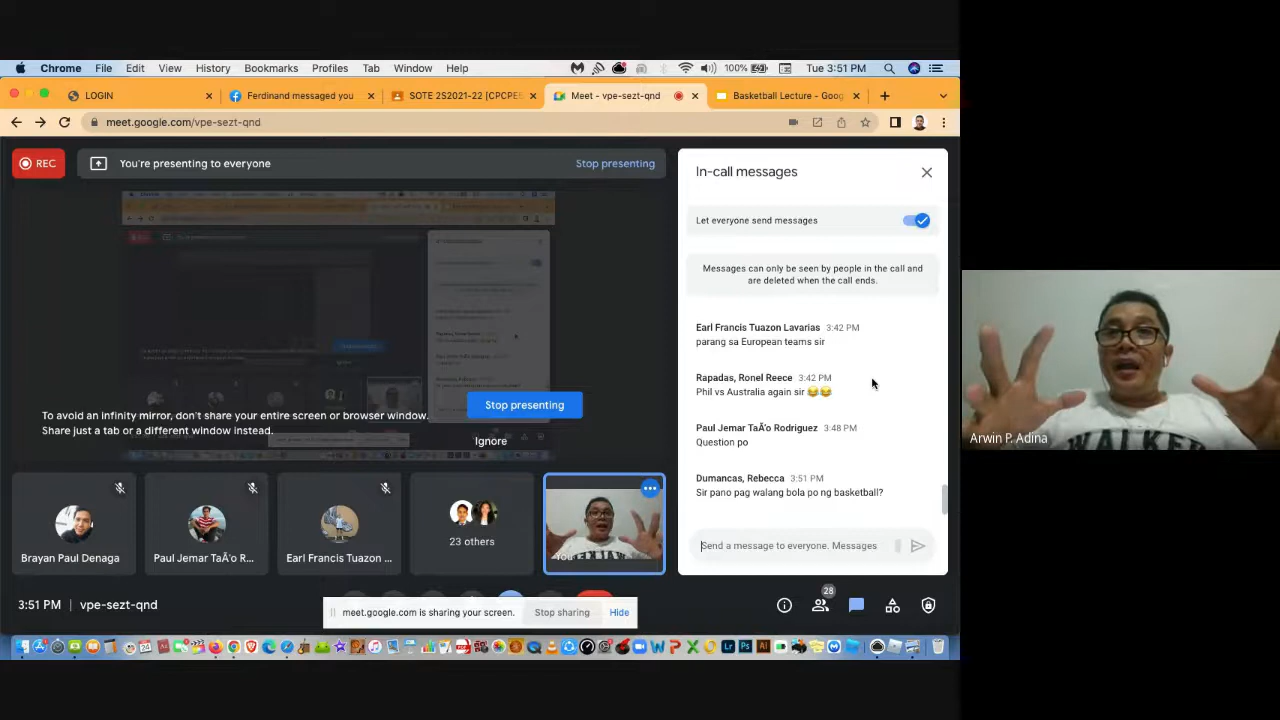 Chrome File Edit View History Bookmarks Profiles Tab Window Help 100% Tue 3:51 PM
LOGIN
Ferdinand messaged you
SOTE 2S2021-22 [CPCPE
Meet - vpe-sezt-qnd
Basketball Lecture - Goog
meet.google.com/vpe-sezt-qnd
REC
You're presenting to everyone
Stop presenting
To avoid an infinity mirror, don't share your entire screen or browser window.
Share just a tab or a different window instead.
Stop presenting
Ignore
Brayan Paul Denaga
Paul Jemar TaÃ'o R...
Earl Francis Tuazon ...
23 others
You
In-call messages
Let everyone send messages
Messages can only be seen by people in the call and
are deleted when the call ends.
Earl Francis Tuazon Lavarias 3:42 PM
parang sa European teams sir
Rapadas, Ronel Reece 3:42 PM
Phil vs Australia again sir 😂😂
Paul Jemar TaÃ'o Rodriguez 3:48 PM
Question po
Dumancas, Rebecca 3:51 PM
Sir pano pag walang bola po ng basketball?
Send a message to everyone. Messages
3:51 PM | vpe-sezt-qnd
28
meet.google.com is sharing your screen.
Stop sharing
Hide
Arwin P. Adina
WALKER